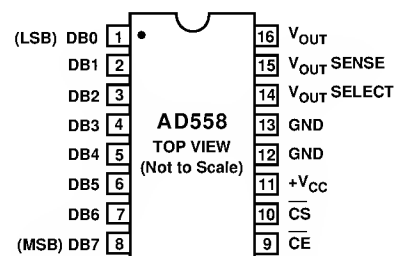 (LSB) DB0 1 16 VOUT
DB1 2 15 VOUT SENSE
DB2 3 14 VOUT SELECT
DB3 4 13 GND
DB4 5 12 GND
DB5 6 11 +VCC
DB6 7 10 C̅S̅
(MSB) DB7 8 9 C̅E̅
AD558
TOP VIEW
(Not to Scale)